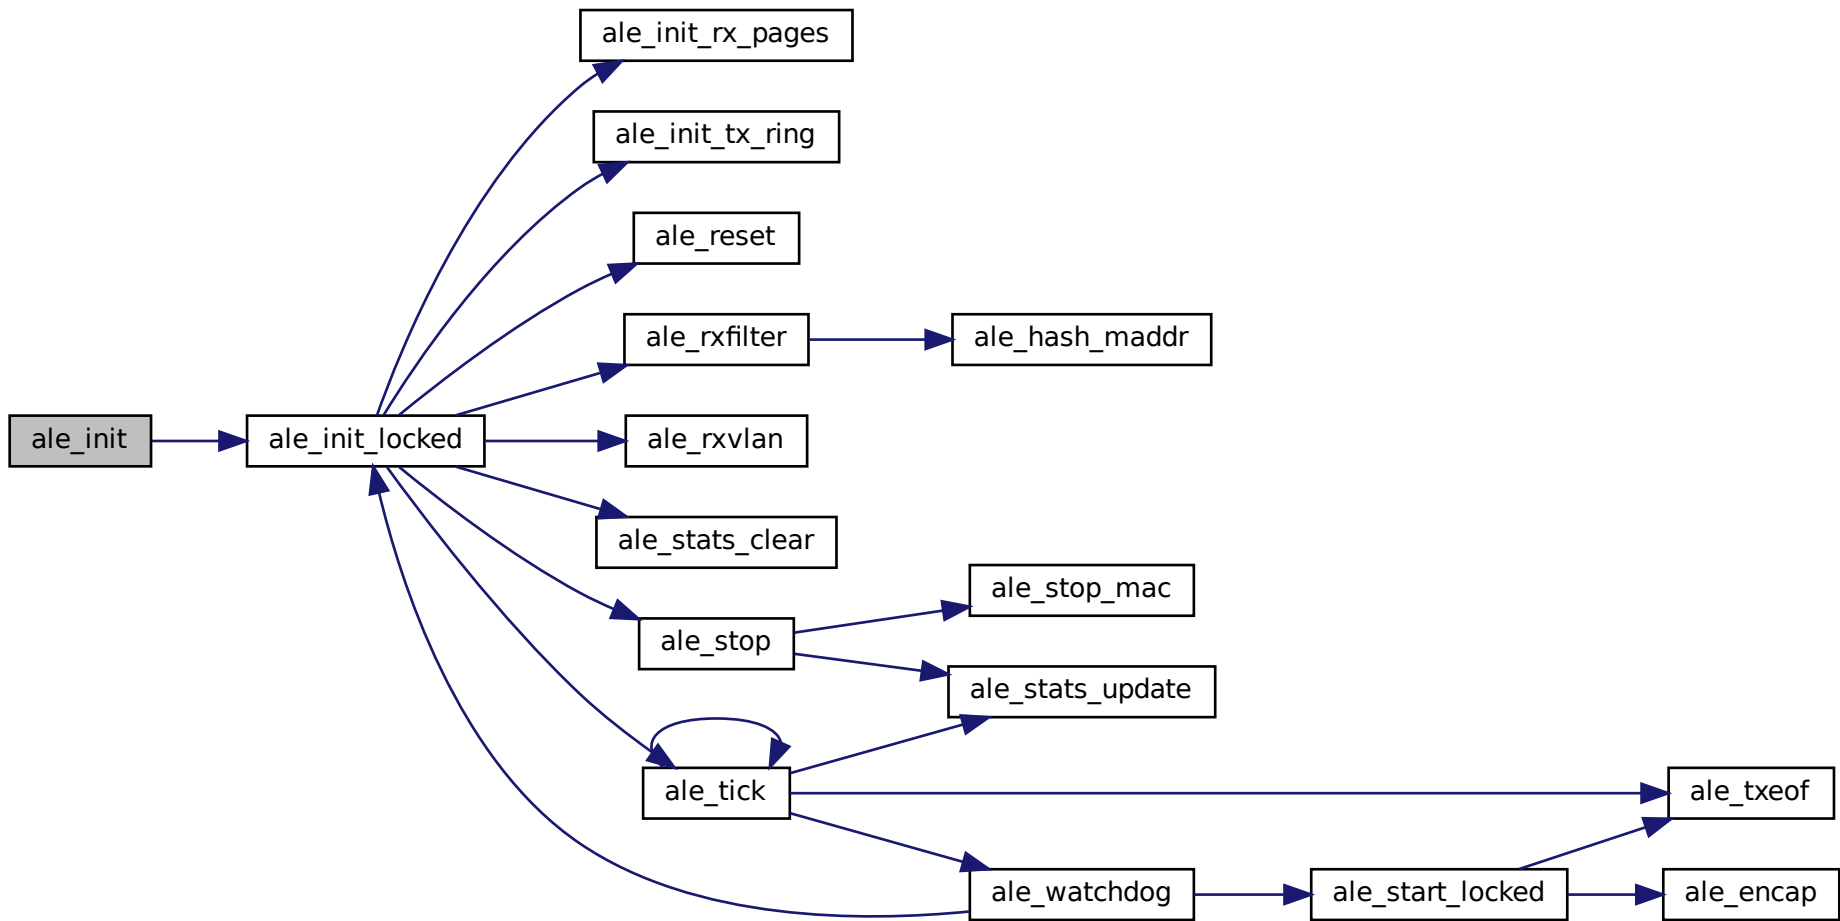 ale_init_rx_pages
ale_init_tx_ring
ale_reset
ale_rxfilter
ale_hash_maddr
ale_init
ale_init_locked
ale_rxvlan
ale_stats_clear
ale_stop_mac
ale_stop
ale_stats_update
ale_tick
ale_txeof
ale_watchdog
ale_start_locked
ale_encap